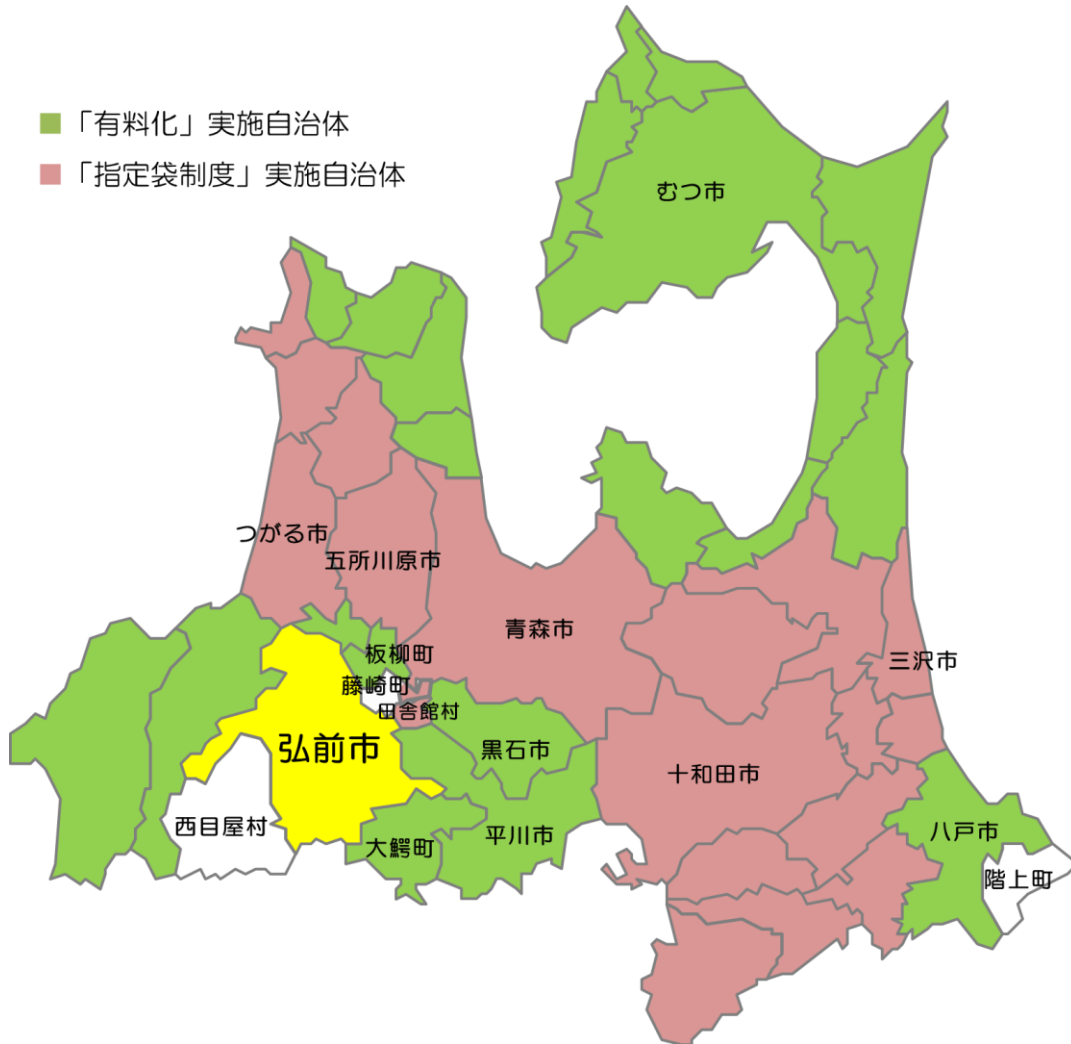 「有料化」実施自治体
「指定袋制度」実施自治体
むつ市
つがる市
五所川原市
青森市
板柳町
三沢市
藤崎町
田舎館村
弘前市
黒石市
十和田市
西目屋村
大鰐町
平川市
八戸市
階上町